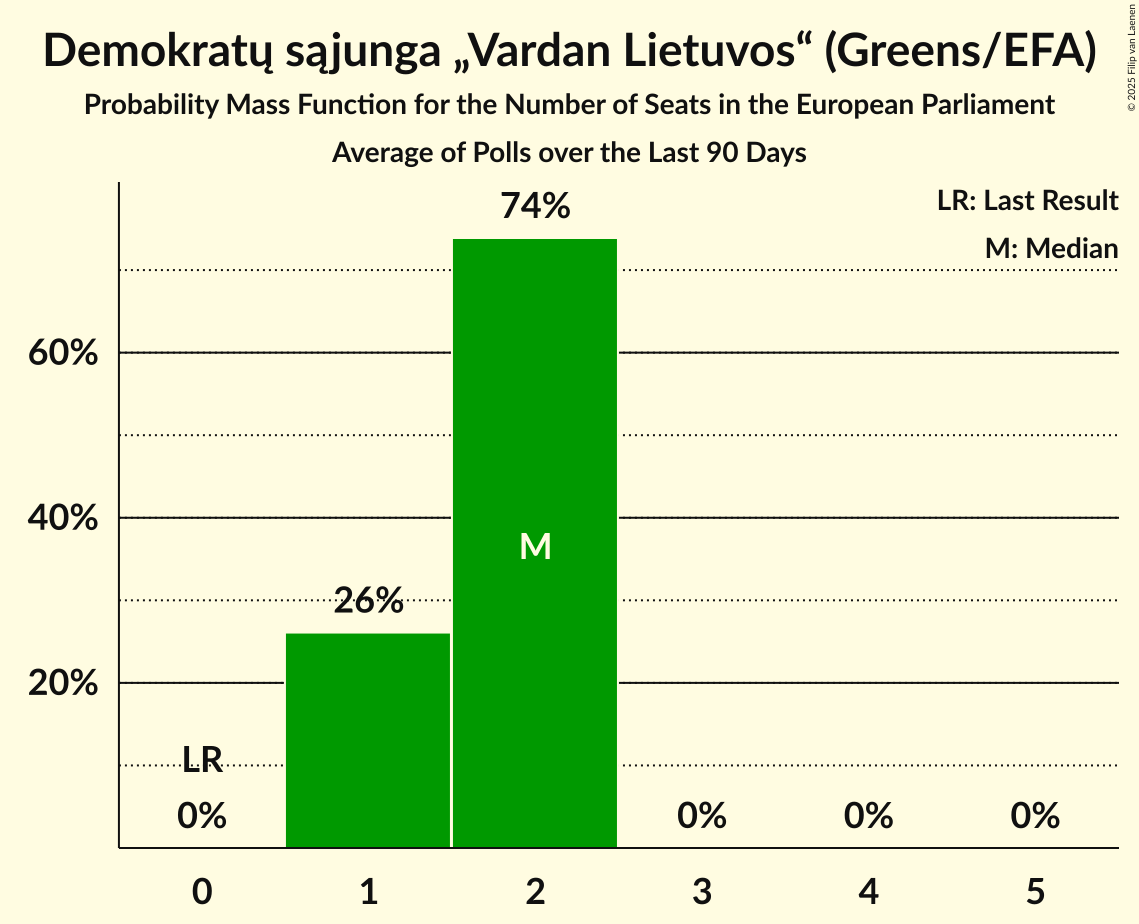 Demokratų sąjunga „Vardan Lietuvos“ (Greens/EFA)
Probability Mass Function for the Number of Seats in the European Parliament
Average of Polls over the Last 90 Days
© 2025 Filip van Laenen
LR: Last Result
M: Median
74%
60%
40%
M
26%
20%
LR
0%
0%
0%
0%
0
1
2
3
4
5